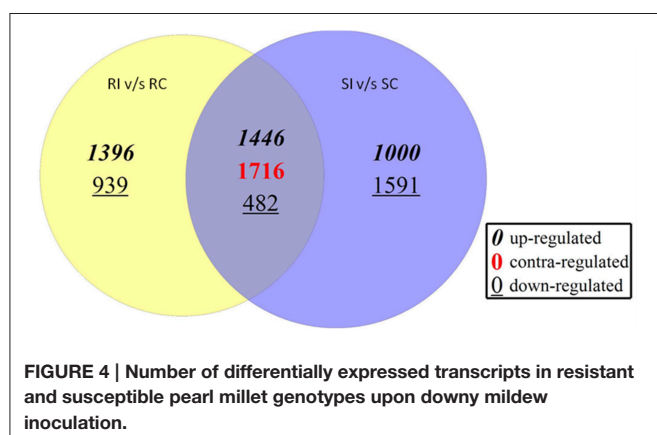 RI v/s RC
SI v/s SC
1396
939
1446
1716
482
1000
1591
0 up-regulated
0 contra-regulated
0 down-regulated
FIGURE 4 | Number of differentially expressed transcripts in resistant
and susceptible pearl millet genotypes upon downy mildew
inoculation.